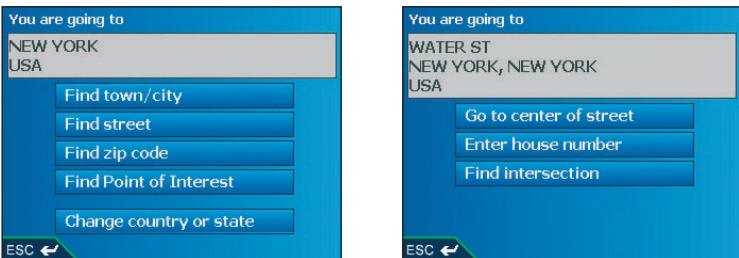 You are going to
NEW YORK
USA
Find town/city
Find street
Find zip code
Find Point of Interest
Change country or state
ESC
You are going to
WATER ST
NEW YORK, NEW YORK
USA
Go to center of street
Enter house number
Find intersection
ESC